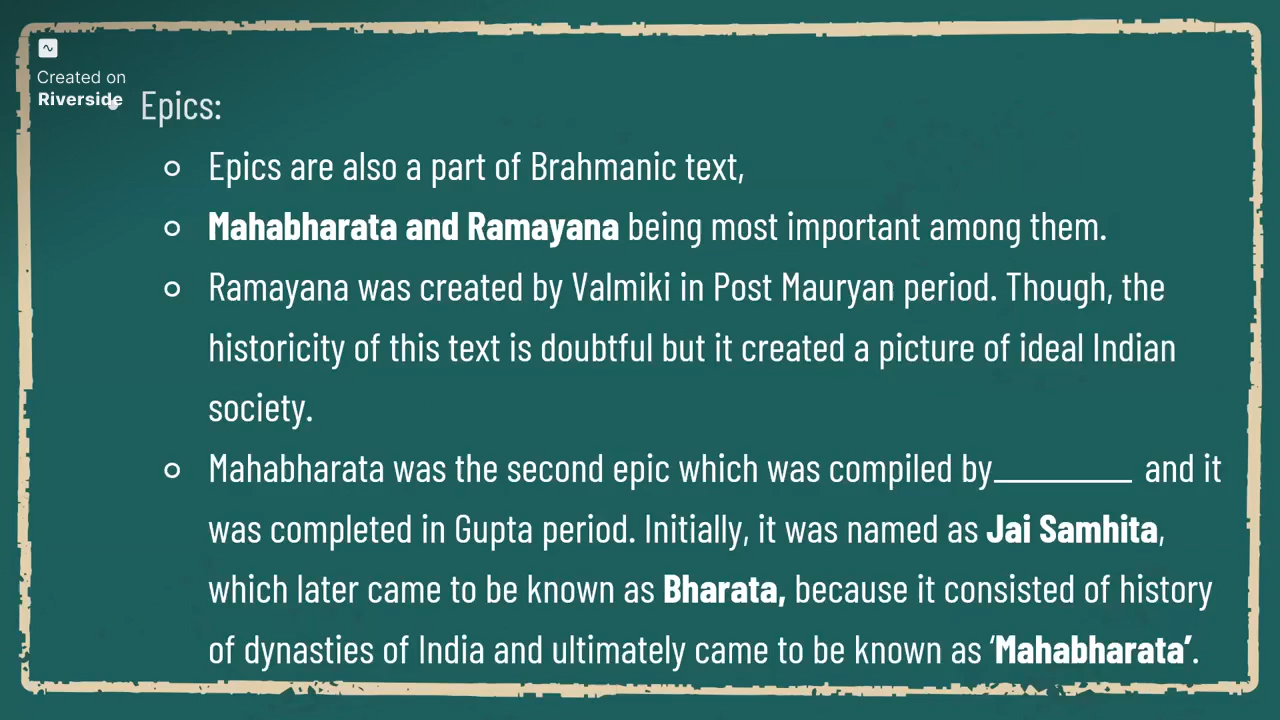 Created on
Riverside
Epics:
Epics are also a part of Brahmanic text,
Mahabharata and Ramayana being most important among them.
Ramayana was created by Valmiki in Post Mauryan period. Though, the
historicity of this text is doubtful but it created a picture of ideal Indian
society.
Mahabharata was the second epic which was compiled by_________ and it
was completed in Gupta period. Initially, it was named as Jai Samhita,
which later came to be known as Bharata, because it consisted of history
of dynasties of India and ultimately came to be known as ‘Mahabharata’.